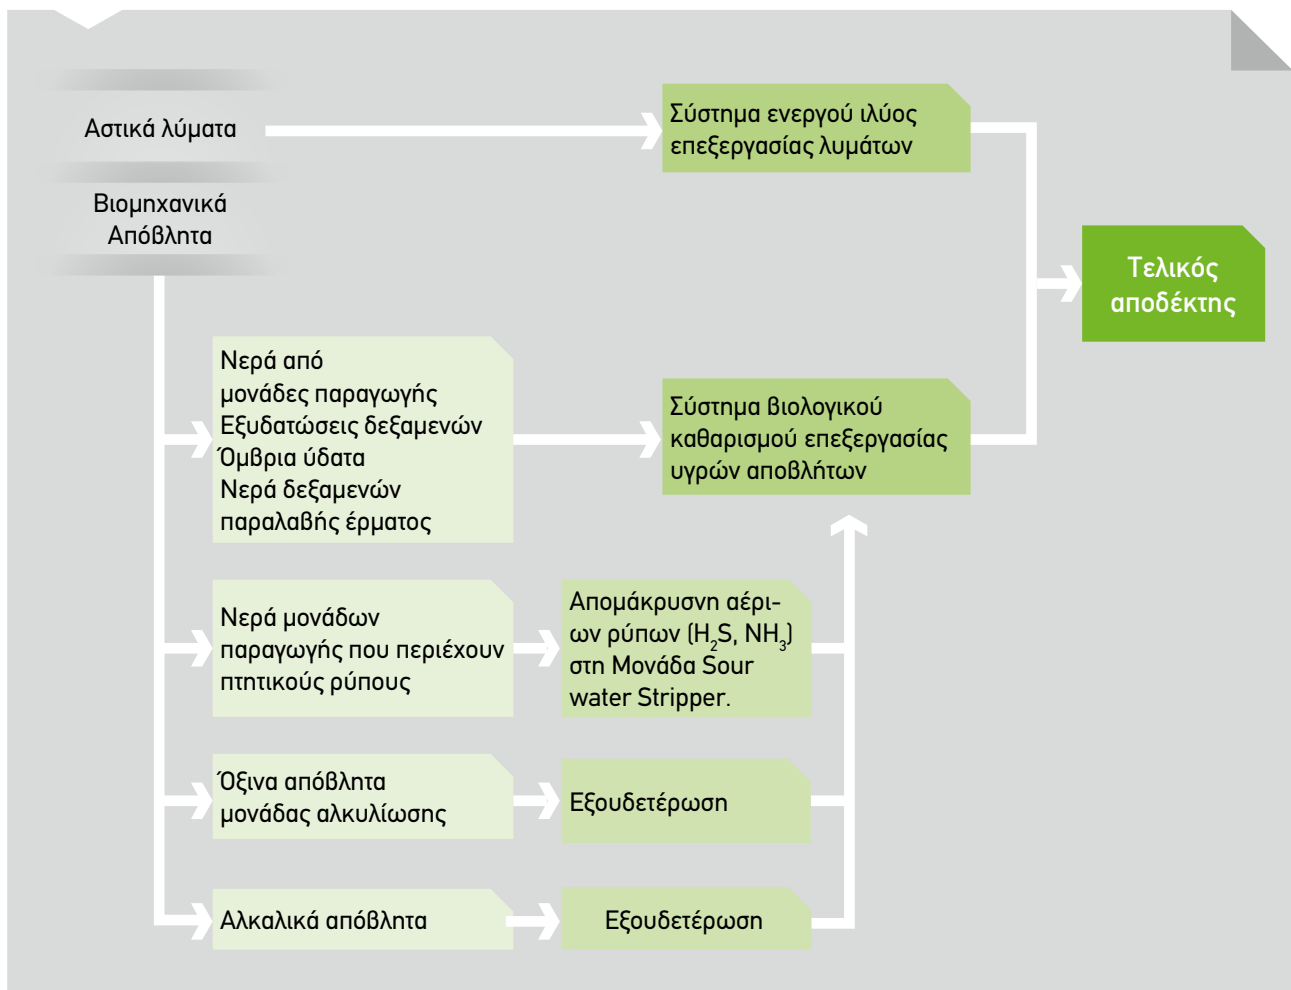 Αστικά λύματα
Σύστημα ενεργού ιλύος
επεξεργασίας λυμάτων
Βιομηχανικά
Απόβλητα
Τελικός
αποδέκτης
Νερά από
μονάδες παραγωγής
Εξυδατώσεις δεξαμενών
Όμβρια ύδατα
Νερά δεξαμενών
παραλαβής έρματος
Σύστημα βιολογικού
καθαρισμού επεξεργασίας
υγρών αποβλήτων
Νερά μονάδων
παραγωγής που περιέχουν
πτητικούς ρύπους
Απομάκρυσνη αέρι-
ων ρύπων (H₂S, NH₃)
στη Μονάδα Sour
water Stripper.
Όξινα απόβλητα
μονάδας αλκυλίωσης
Εξουδετέρωση
Αλκαλικά απόβλητα
Εξουδετέρωση